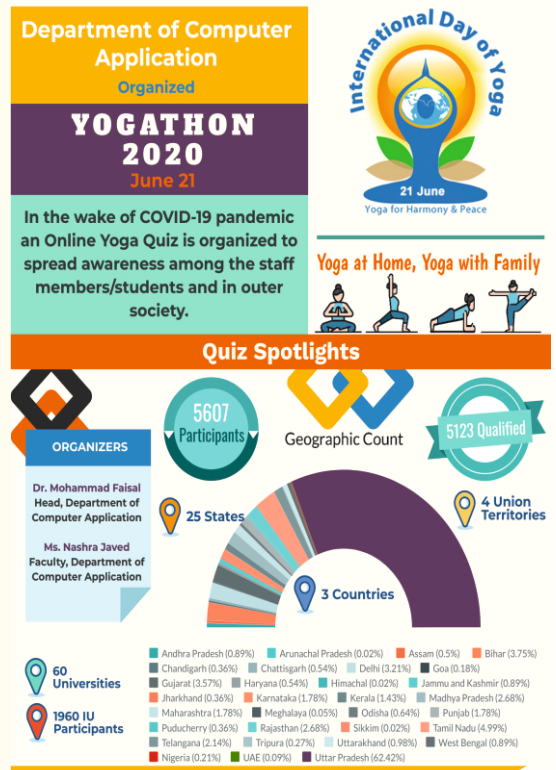 Department of Computer
Application
Organized
YOGATHON
2020
June 21
In the wake of COVID-19 pandemic
an Online Yoga Quiz is organized to
spread awareness among the staff
members/students and in outer
society.
International Day of Yoga
21 June
Yoga for Harmony & Peace
Yoga at Home, Yoga with Family
Quiz Spotlights
ORGANIZERS
Dr. Mohammad Faisal
Head, Department of
Computer Application
Ms. Nashra Javed
Faculty, Department of
Computer Application
5607
Participants
Geographic Count
5123 Qualified
25 States
4 Union
Territories
3 Countries
60
Universities
1960 IU
Participants
Andhra Pradesh (0.89%) Arunachal Pradesh (0.02%) Assam (0.5%) Bihar (3.75%)
Chandigarh (0.36%) Chattisgarh (0.54%) Delhi (3.21%) Goa (0.18%)
Gujarat (3.57%) Haryana (0.54%) Himachal (0.02%) Jammu and Kashmir (0.89%)
Jharkhand (0.36%) Karnataka (1.78%) Kerala (1.43%) Madhya Pradesh (2.68%)
Maharashtra (1.78%) Meghalaya (0.05%) Odisha (0.64%) Punjab (1.78%)
Puducherry (0.36%) Rajasthan (2.68%) Sikkim (0.02%) Tamil Nadu (4.99%)
Telangana (2.14%) Tripura (0.27%) Uttarakhand (0.98%) West Bengal (0.89%)
Nigeria (0.21%) UAE (0.09%) Uttar Pradesh (62.42%)